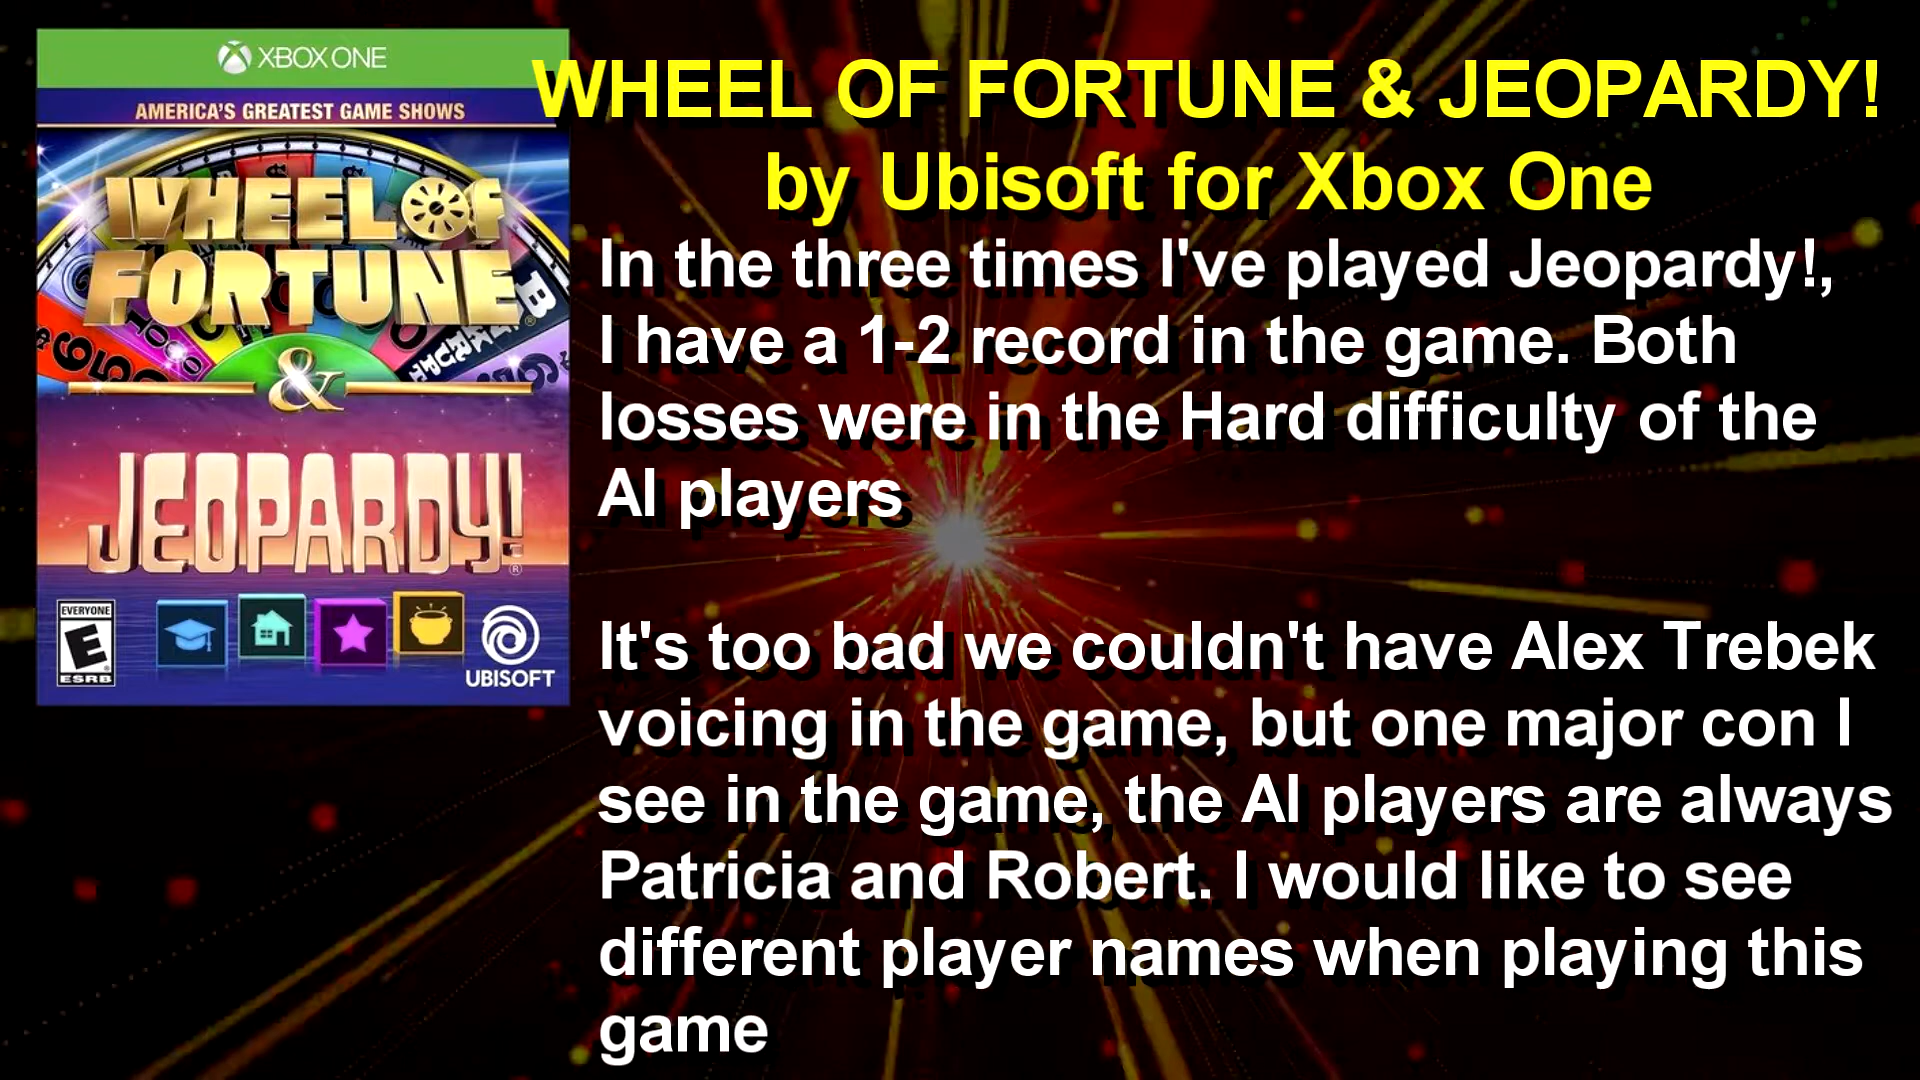 XBOX ONE
AMERICA'S GREATEST GAME SHOWS
WHEEL OF
FORTUNE
&
JEOPARDY!
EVERYONE
E
ESRB
UBISOFT
WHEEL OF FORTUNE & JEOPARDY!
by Ubisoft for Xbox One
In the three times I've played Jeopardy!,
I have a 1-2 record in the game. Both
losses were in the Hard difficulty of the
AI players
It's too bad we couldn't have Alex Trebek
voicing in the game, but one major con I
see in the game, the AI players are always
Patricia and Robert. I would like to see
different player names when playing this
game